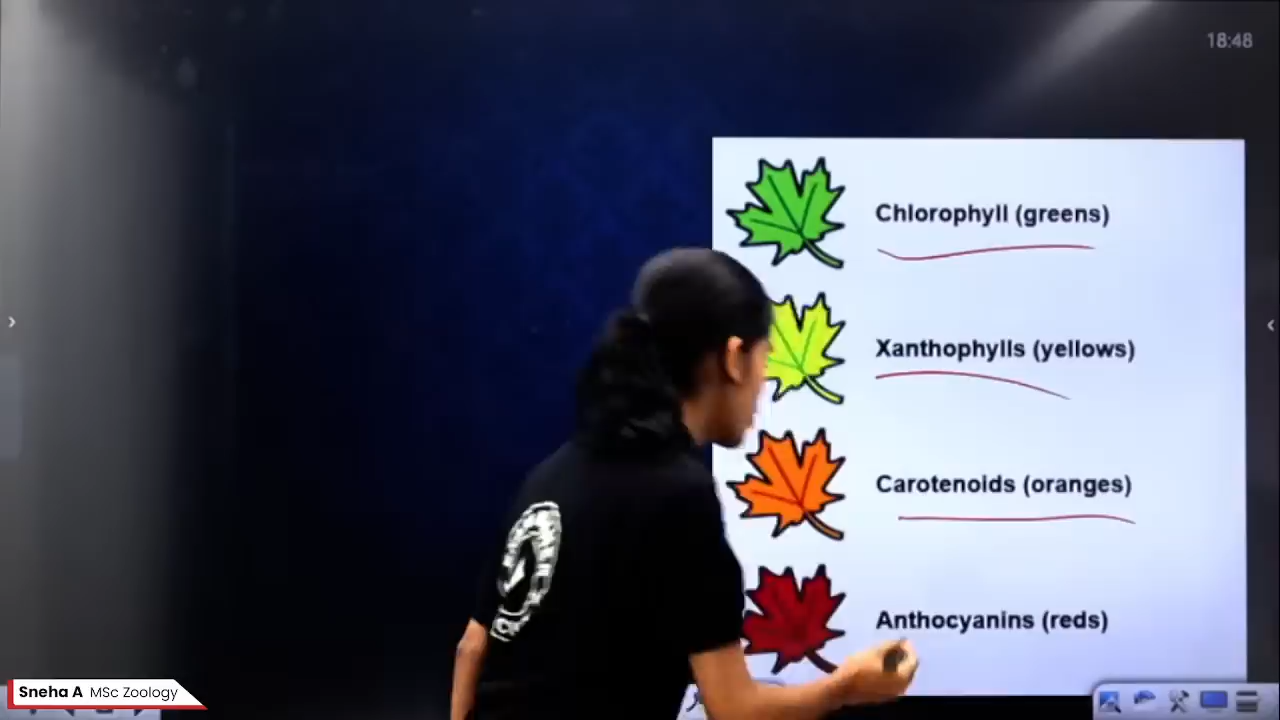 18:48
Chlorophyll (greens)
Xanthophylls (yellows)
Carotenoids (oranges)
Anthocyanins (reds)
Sneha A MSc Zoology